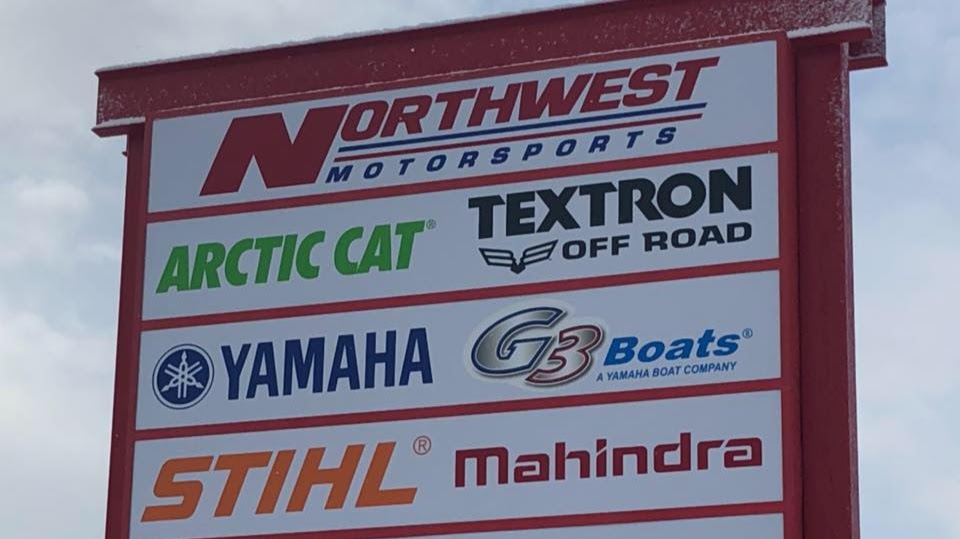 NORTHWEST
MOTORSPORTS
ARCTIC CAT®
TEXTRON
OFF ROAD
YAMAHA
G3 Boats®
A YAMAHA BOAT COMPANY
STIHL®
Mahindra